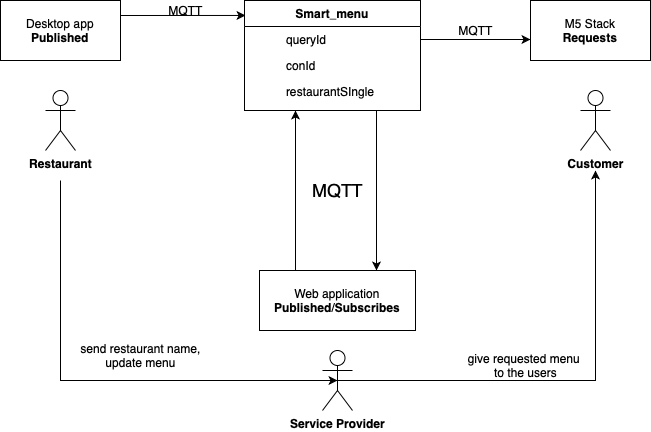 Desktop app
Published
MQTT
Smart_menu
queryId
conId
restaurantSIngle
MQTT
M5 Stack
Requests
Restaurant
Customer
MQTT
Web application
Published/Subscribes
send restaurant name,
update menu
give requested menu
to the users
Service Provider